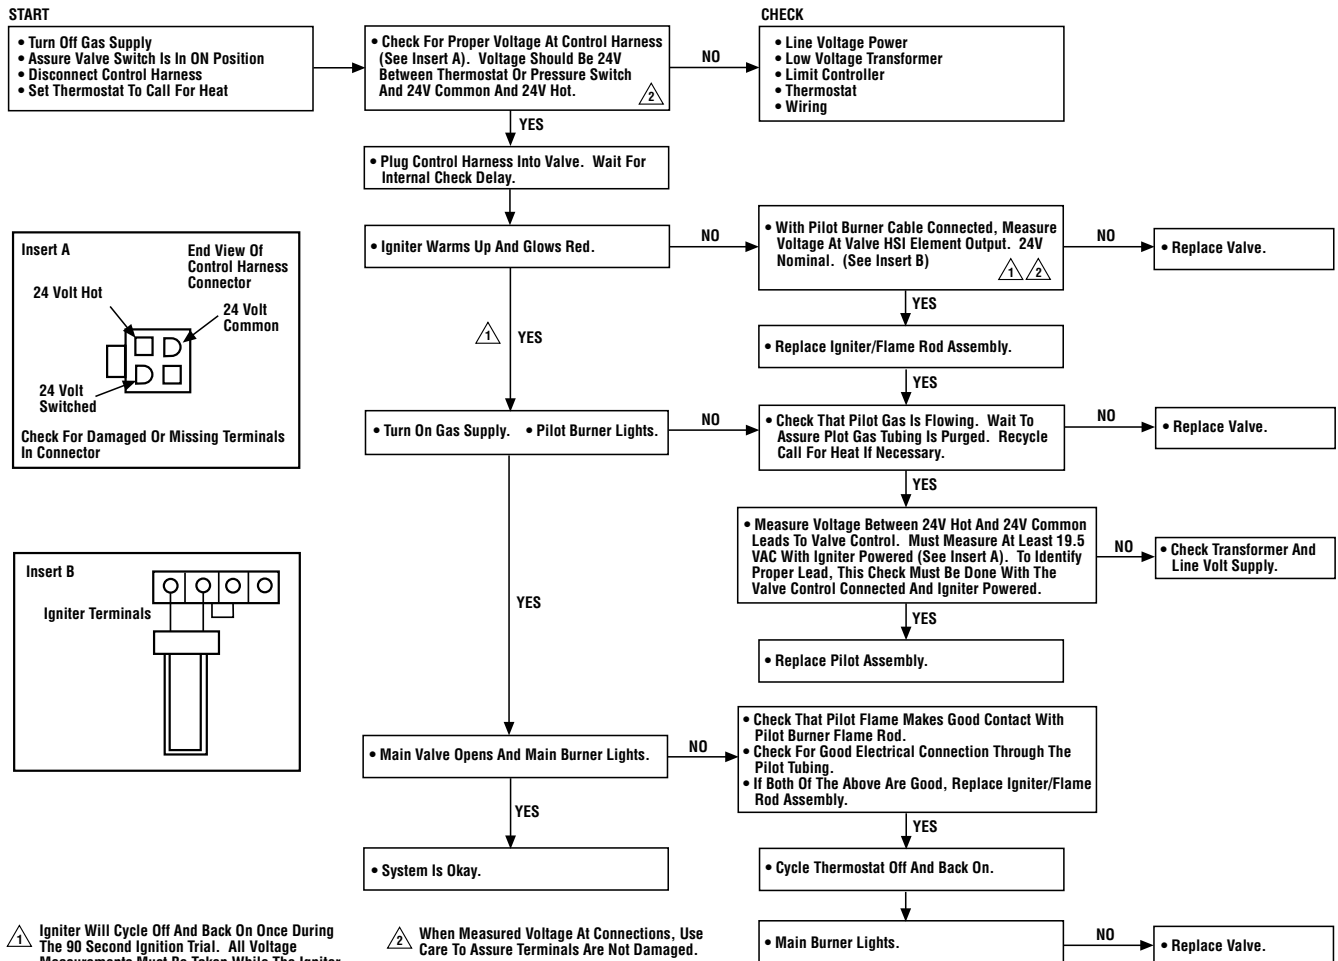 START
• Turn Off Gas Supply
• Assure Valve Switch Is In ON Position
• Disconnect Control Harness
• Set Thermostat To Call For Heat
• Check For Proper Voltage At Control Harness
(See Insert A). Voltage Should Be 24V
Between Thermostat Or Pressure Switch
And 24V Common And 24V Hot.
2
NO
CHECK
• Line Voltage Power
• Low Voltage Transformer
• Limit Controller
• Thermostat
• Wiring
YES
• Plug Control Harness Into Valve. Wait For
Internal Check Delay.
• Igniter Warms Up And Glows Red.
NO
• With Pilot Burner Cable Connected, Measure
Voltage At Valve HSI Element Output. 24V
Nominal. (See Insert B)
1 2
NO
• Replace Valve.
YES
• Replace Igniter/Flame Rod Assembly.
YES
1
YES
• Turn On Gas Supply. • Pilot Burner Lights.
NO
• Check That Pilot Gas Is Flowing. Wait To
Assure Plot Gas Tubing Is Purged. Recycle
Call For Heat If Necessary.
NO
• Replace Valve.
YES
• Measure Voltage Between 24V Hot And 24V Common
Leads To Valve Control. Must Measure At Least 19.5
VAC With Igniter Powered (See Insert A). To Identify
Proper Lead, This Check Must Be Done With The
Valve Control Connected And Igniter Powered.
NO
• Check Transformer And
Line Volt Supply.
YES
• Replace Pilot Assembly.
YES
• Main Valve Opens And Main Burner Lights.
NO
• Check That Pilot Flame Makes Good Contact With
Pilot Burner Flame Rod.
• Check For Good Electrical Connection Through The
Pilot Tubing.
• If Both Of The Above Are Good, Replace Igniter/Flame
Rod Assembly.
YES
• Cycle Thermostat Off And Back On.
• Main Burner Lights.
NO
• Replace Valve.
YES
• System Is Okay.
Insert A
End View Of
Control Harness
Connector
24 Volt Hot
24 Volt
Common
24 Volt
Switched
Check For Damaged Or Missing Terminals
In Connector
Insert B
Igniter Terminals
1
Igniter Will Cycle Off And Back On Once During
The 90 Second Ignition Trial. All Voltage
Measurements Must Be Taken While The Igniter
2
When Measured Voltage At Connections, Use
Care To Assure Terminals Are Not Damaged.